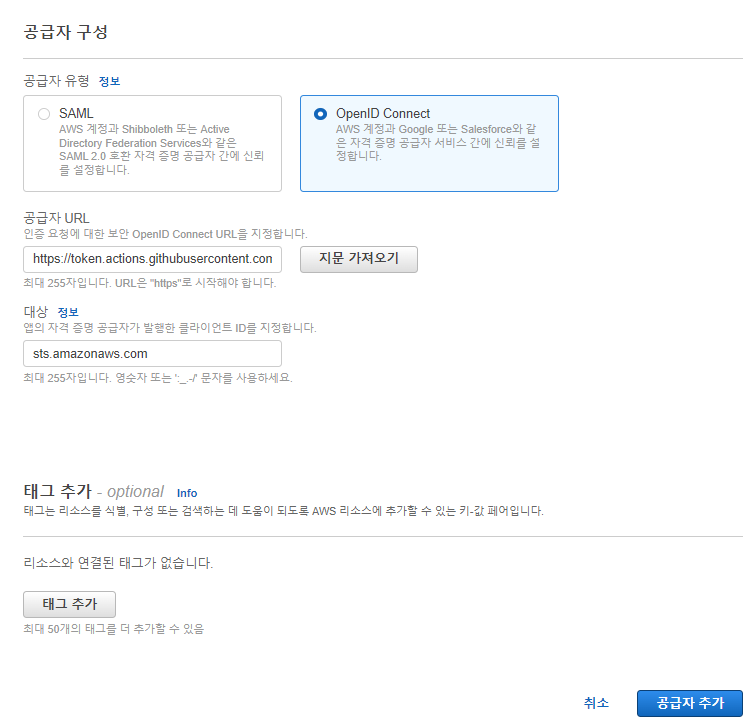 공급자 구성
공급자 유형 정보
SAML
AWS 계정과 Shibboleth 또는 Active
Directory Federation Services와 같은
SAML 2.0 호환 자격 증명 공급자 간에 신뢰
를 설정합니다.
OpenID Connect
AWS 계정과 Google 또는 Salesforce와 같
은 자격 증명 공급자 서비스 간에 신뢰를 설
정합니다.
공급자 URL
인증 요청에 대한 보안 OpenID Connect URL을 지정합니다.
https://token.actions.githubusercontent.con
지문 가져오기
최대 255자입니다. URL은 "https"로 시작해야 합니다.
대상 정보
앱의 자격 증명 공급자가 발행한 클라이언트 ID를 지정합니다.
sts.amazonaws.com
최대 255자입니다. 영숫자 또는 ':_.-/' 문자를 사용하세요.
태그 추가 - optional Info
태그는 리소스를 식별, 구성 또는 검색하는 데 도움이 되도록 AWS 리소스에 추가할 수 있는 키-값 페어입니다.
리소스와 연결된 태그가 없습니다.
태그 추가
최대 50개의 태그를 더 추가할 수 있음
취소
공급자 추가